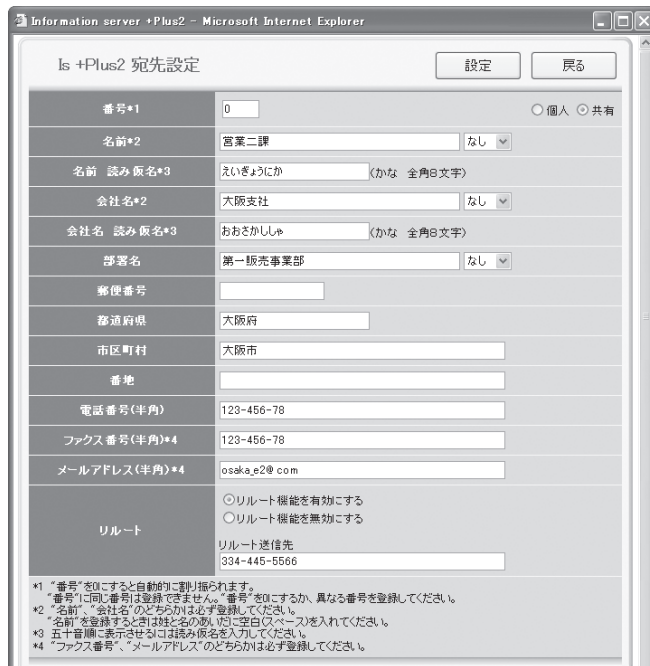 Information server +Plus2 - Microsoft Internet Explorer
Is +Plus2 宛先設定
設定
戻る
番号*1
0
個人
共有
名前*2
営業二課
なし
名前 読み仮名*3
えいぎょうにか
(かな 全角8文字)
会社名*2
大阪支社
なし
会社名 読み仮名*3
おおさかししゃ
(かな 全角8文字)
部署名
第一販売事業部
なし
郵便番号
都道府県
大阪府
市区町村
大阪市
番地
電話番号(半角)
123-456-78
ファクス番号(半角)*4
123-456-78
メールアドレス(半角)*4
osaka_e2@com
リルート
リルート機能を有効にする
リルート機能を無効にする
リルート送信先
334-445-5566
*1 "番号"を0にすると自動的に割り振られます。
"番号"に同じ番号は登録できません。"番号"を0にするか、異なる番号を登録してください。
*2 "名前"、"会社名"のどちらかは必ず登録してください。
"名前"を登録するときは姓と名のあいだに空白(スペース)を入れてください。
*3 五十音順に表示させるには読み仮名を入力してください。
*4 "ファクス番号"、"メールアドレス"のどちらかは必ず登録してください。